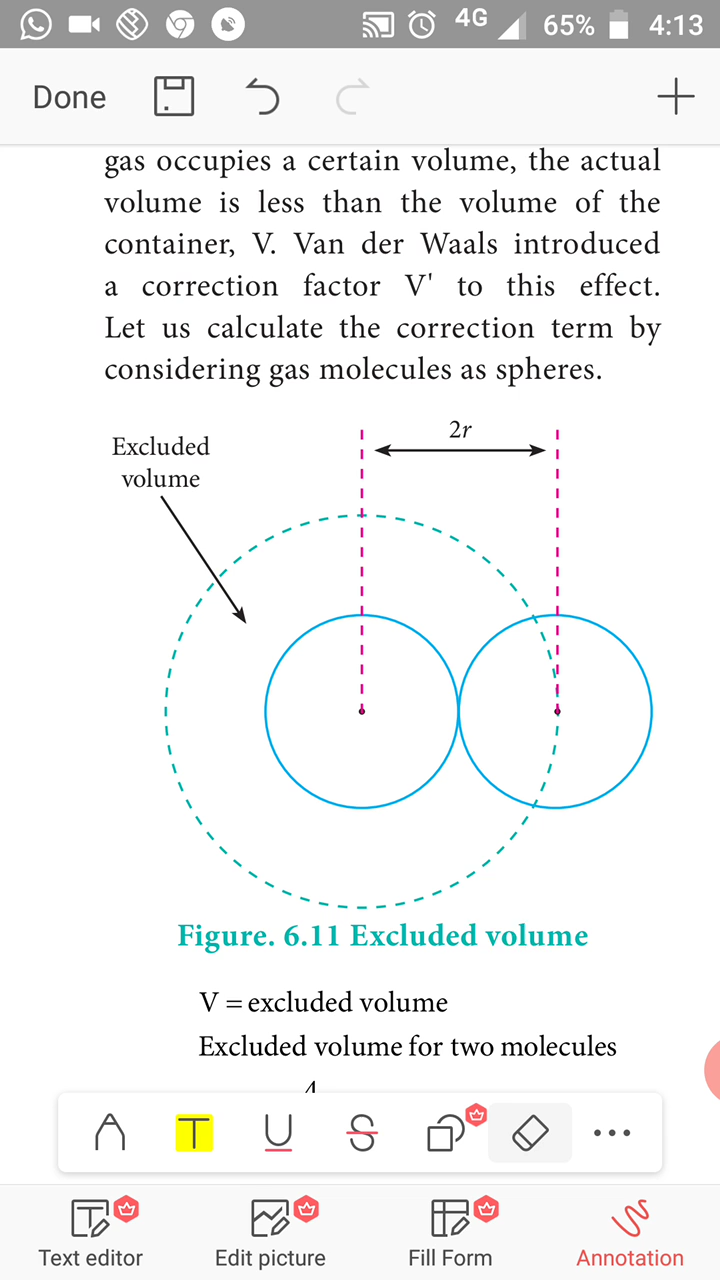 4G 65% 4:13
Done
gas occupies a certain volume, the actual
volume is less than the volume of the
container, V. Van der Waals introduced
a correction factor V' to this effect.
Let us calculate the correction term by
considering gas molecules as spheres.
2r
Excluded
volume
Figure. 6.11 Excluded volume
V = excluded volume
Excluded volume for two molecules
T U S
Text editor Edit picture Fill Form Annotation